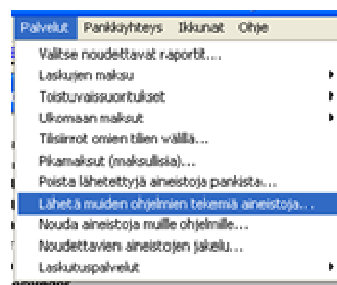 Palvelut Pankkiyhteys Ikkunat Ohje
Valitse noudettavat raportit...
Laskujen maksu
Toistuvaissuoritukset
Ulkomaan maksut
Tilisiirrot omien tilien välillä...
Pikamaksut (maksullisia)...
Poista lähetettyjä aineistoja pankista...
Lähetä muiden ohjelmien tekemiä aineistoja...
Nouda aineistoja muille ohjelmille...
Noudettavien aineistojen jakelu...
Laskutuspalvelut